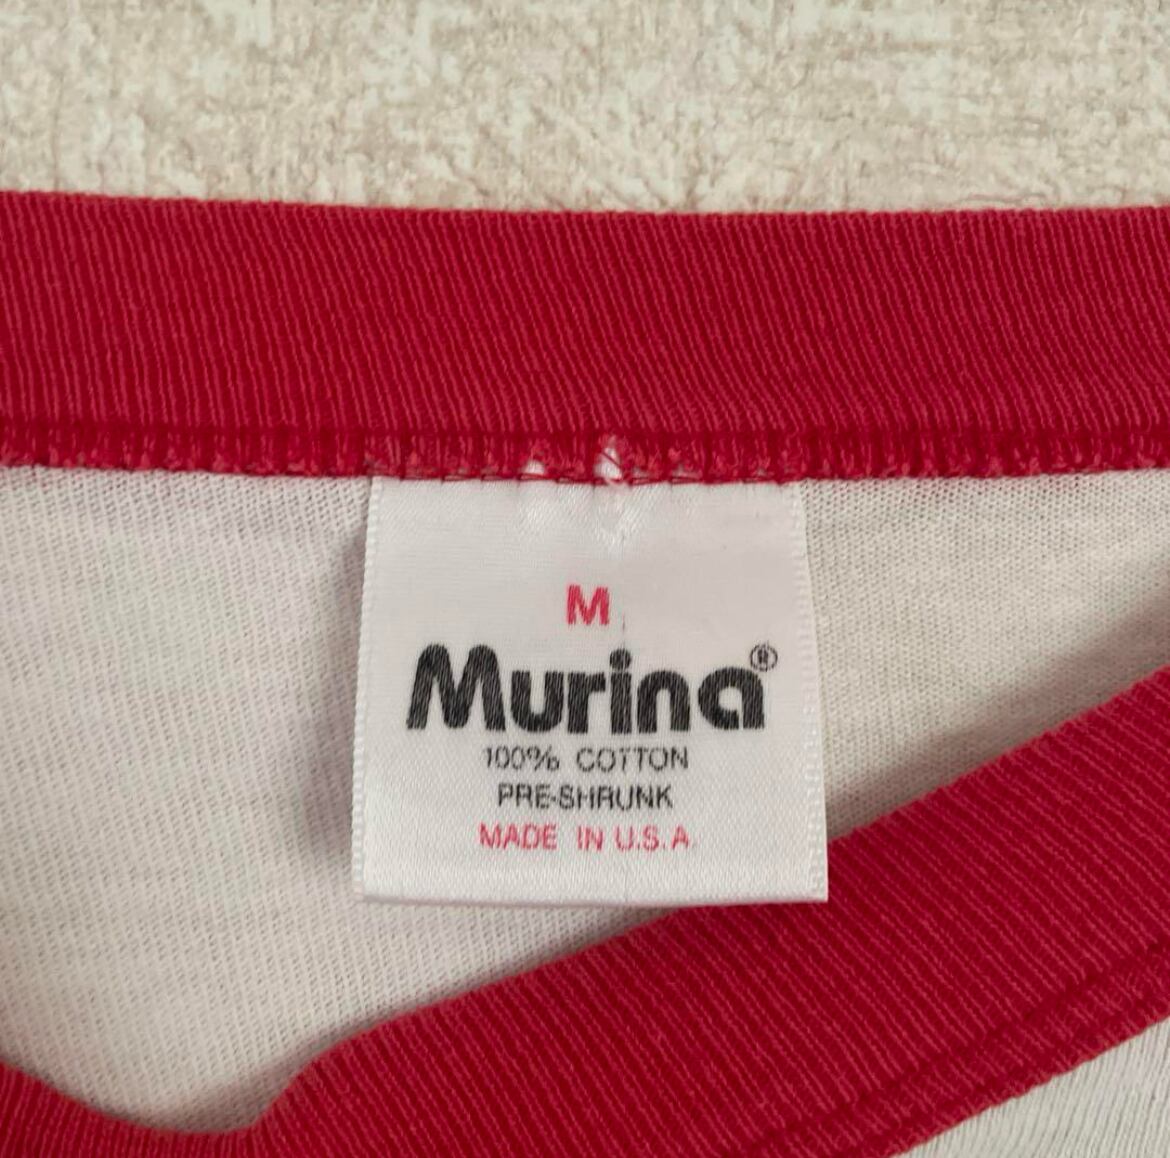 M
Murina®
100% COTTON
PRE-SHRUNK
MADE IN U.S.A